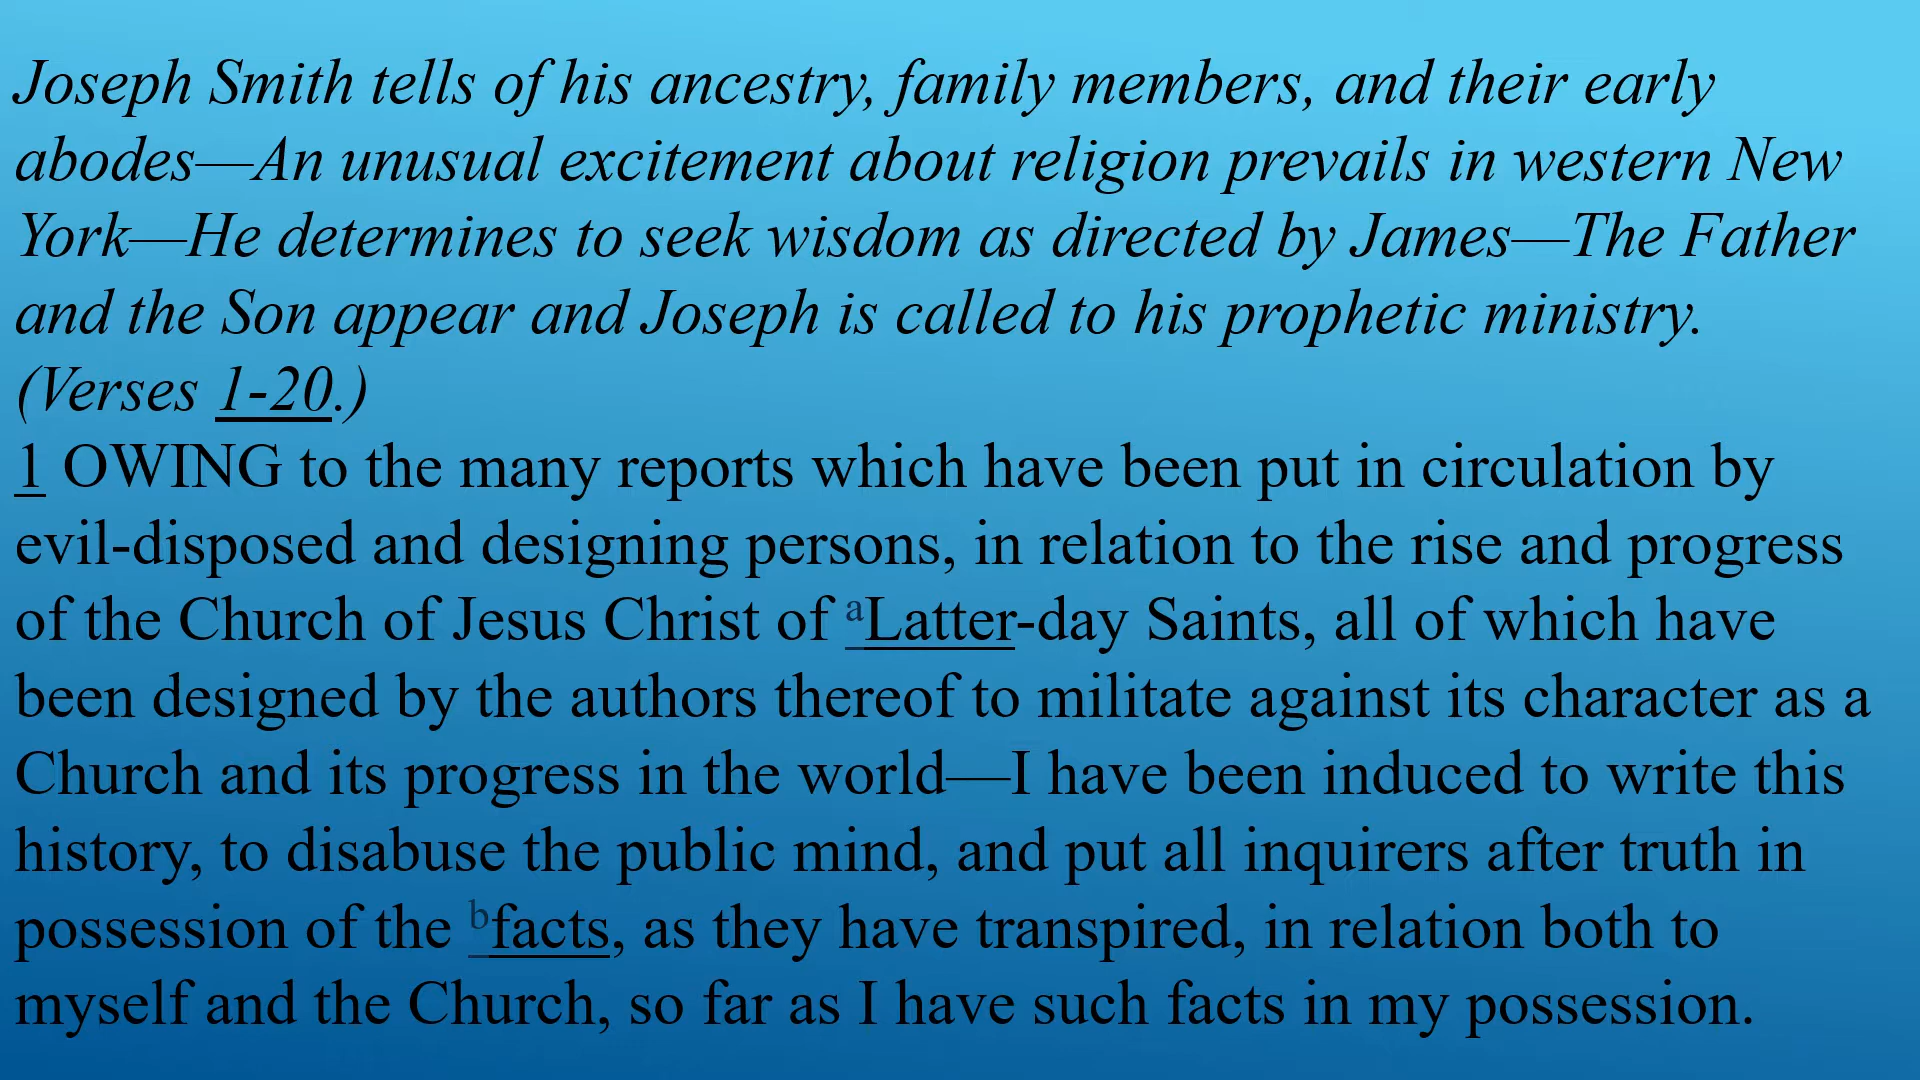 Joseph Smith tells of his ancestry, family members, and their early
abodes—An unusual excitement about religion prevails in western New
York—He determines to seek wisdom as directed by James—The Father
and the Son appear and Joseph is called to his prophetic ministry.
(Verses 1-20.)
1 OWING to the many reports which have been put in circulation by
evil-disposed and designing persons, in relation to the rise and progress
of the Church of Jesus Christ of aLatter-day Saints, all of which have
been designed by the authors thereof to militate against its character as a
Church and its progress in the world—I have been induced to write this
history, to disabuse the public mind, and put all inquirers after truth in
possession of the bfacts, as they have transpired, in relation both to
myself and the Church, so far as I have such facts in my possession.